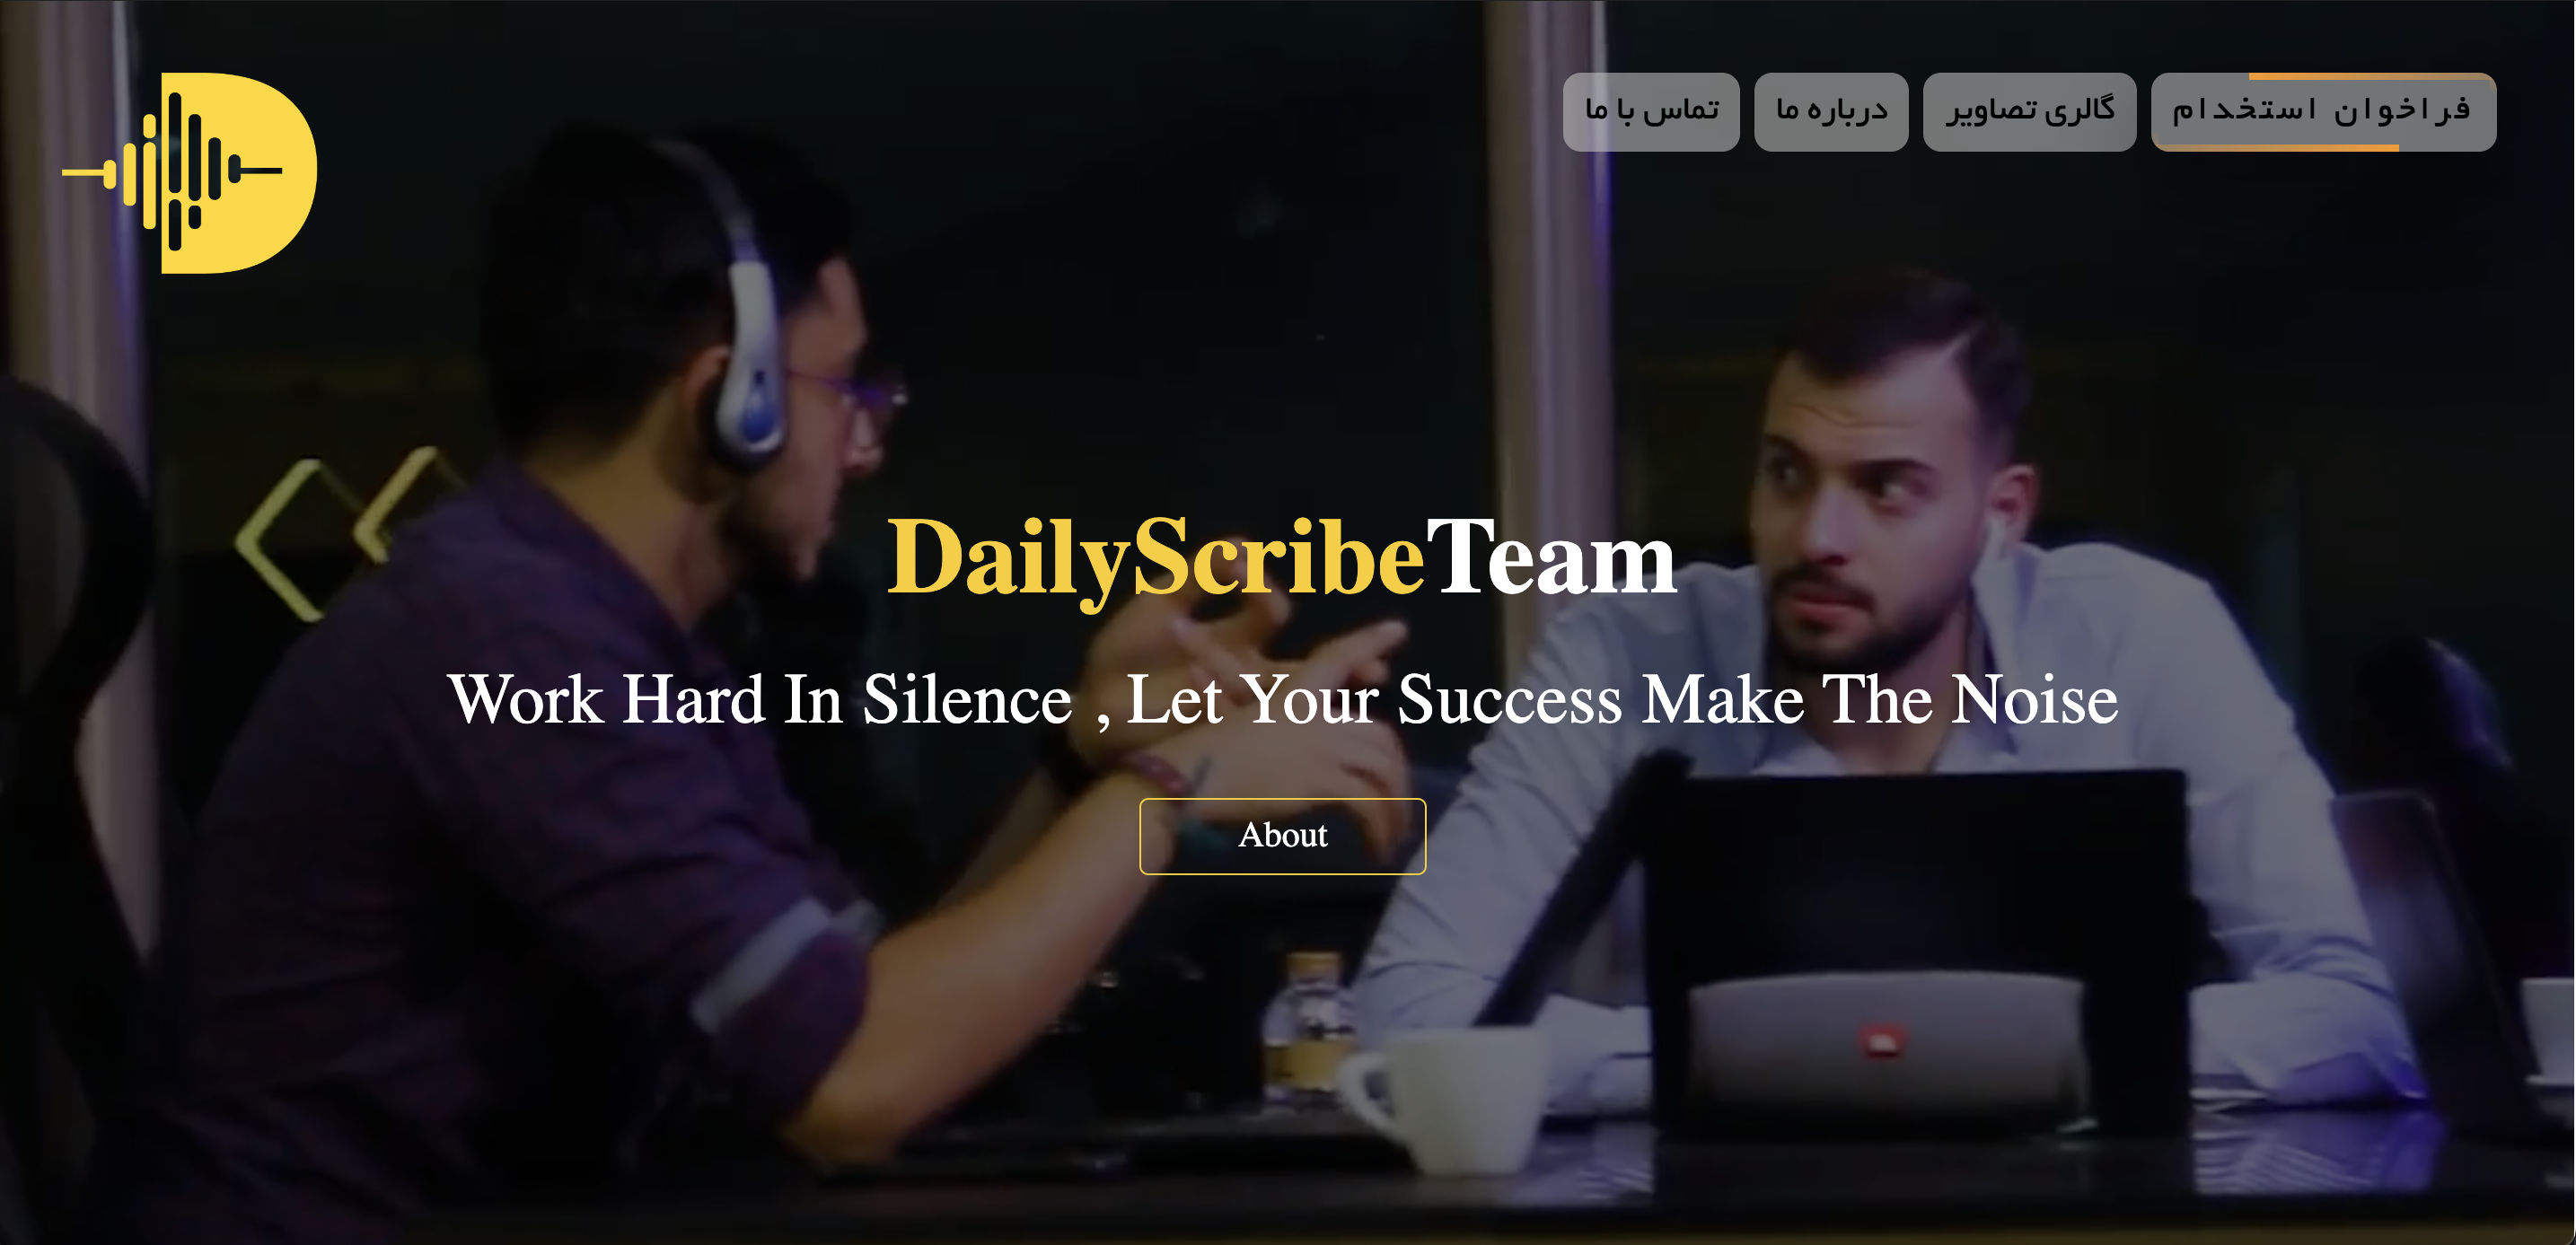 فراخوان استخدام
گالری تصاویر
درباره ما
تماس با ما
DailyScribeTeam
Work Hard In Silence , Let Your Success Make The Noise
About